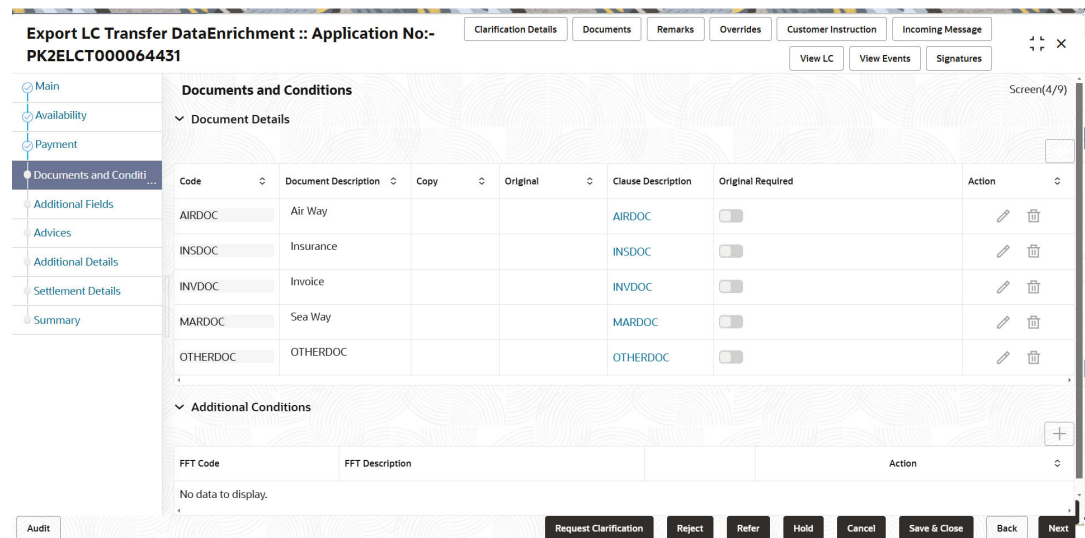 Export LC Transfer DataEnrichment :: Application No:-
PK2ELCT000064431
Clarification Details
Documents
Remarks
Overrides
Customer Instruction
Incoming Message
View LC
View Events
Signatures
Main
Availability
Payment
Documents and Conditi...
Additional Fields
Advices
Additional Details
Settlement Details
Summary
Documents and Conditions
Screen(4/9)
Document Details
Code Document Description Copy Original Clause Description Original Required Action
AIRDOC Air Way AIRDOC
INSDOC Insurance INSDOC
INVDOC Invoice INVDOC
MARDOC Sea Way MARDOC
OTHERDOC OTHERDOC OTHERDOC
Additional Conditions
FFT Code FFT Description Action
No data to display.
Audit
Request Clarification
Reject
Refer
Hold
Cancel
Save & Close
Back
Next